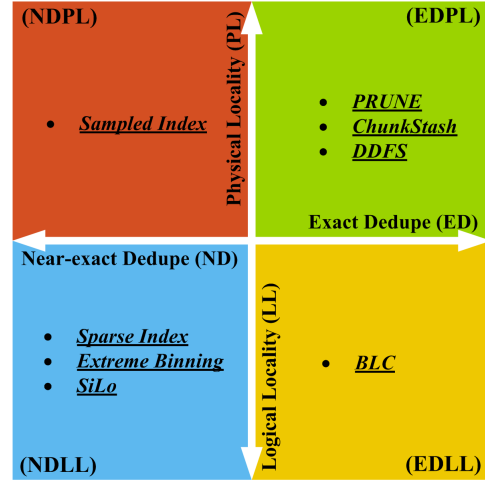 (NDPL)
(EDPL)
Physical Locality (PL)
• Sampled Index
• PRUNE
• ChunkStash
• DDFS
Exact Dedupe (ED)
Near-exact Dedupe (ND)
Logical Locality (LL)
• Sparse Index
• Extreme Binning
• SiLo
• BLC
(NDLL)
(EDLL)